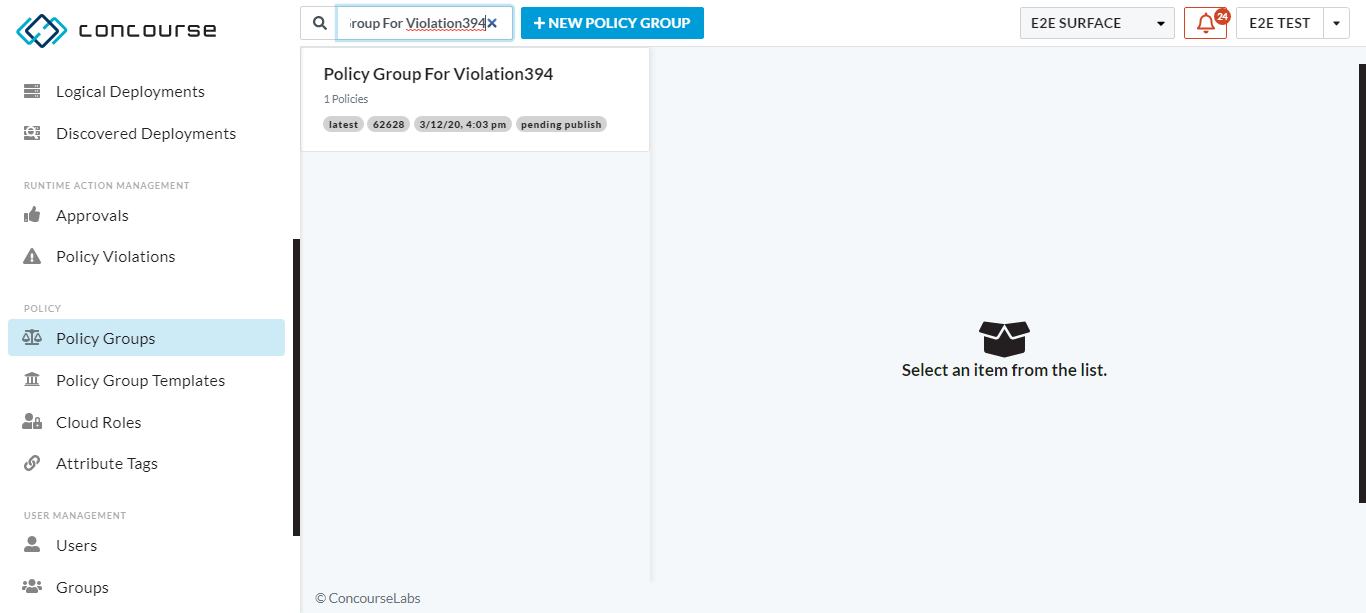 concourse
roup For Violation394
NEW POLICY GROUP
E2E SURFACE
24
E2E TEST
Logical Deployments
Discovered Deployments
RUNTIME ACTION MANAGEMENT
Approvals
Policy Violations
POLICY
Policy Groups
Policy Group Templates
Cloud Roles
Attribute Tags
USER MANAGEMENT
Users
Groups
Policy Group For Violation394
1 Policies
latest 62628 3/12/20, 4:03 pm pending publish
Select an item from the list.
© ConcourseLabs